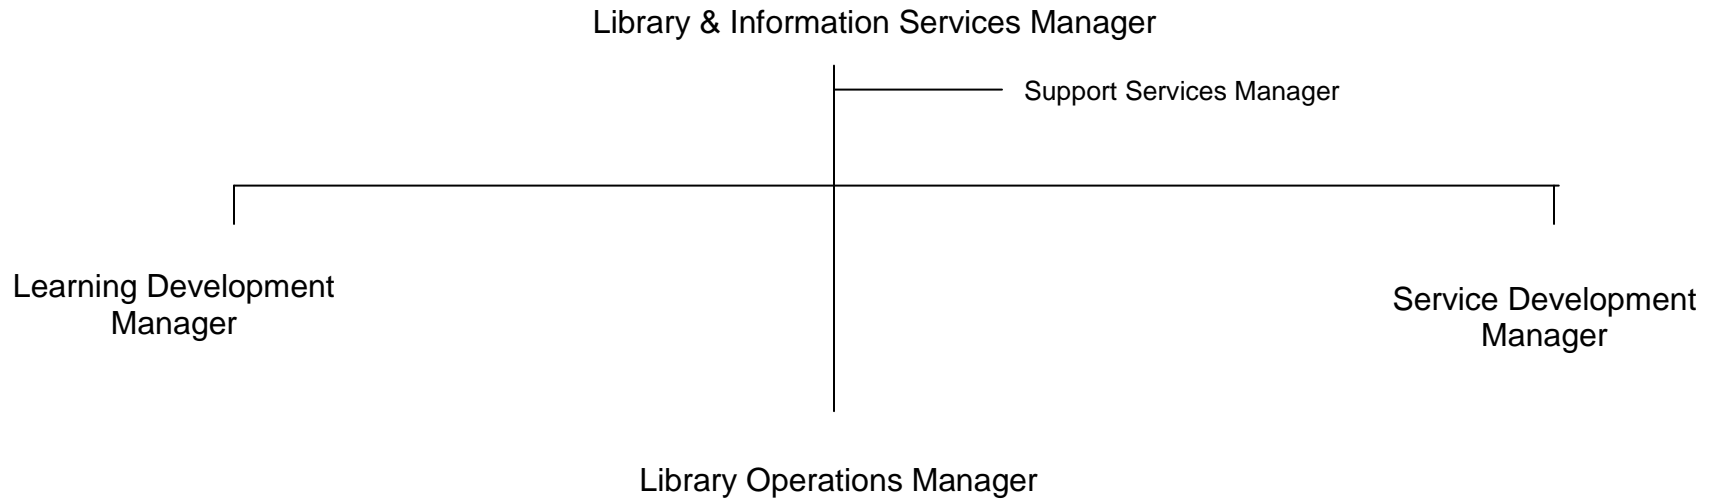 Library & Information Services Manager
Support Services Manager
Learning Development
Manager
Service Development
Manager
Library Operations Manager